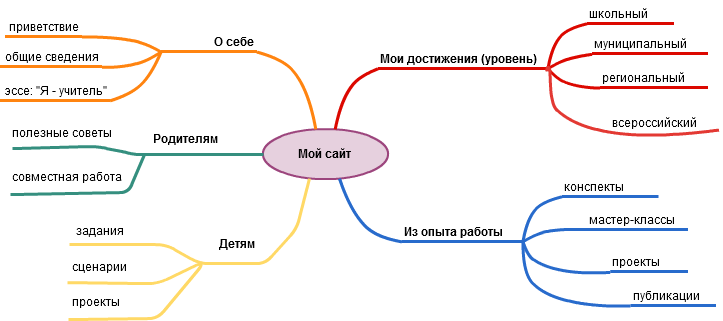 Мой сайт
О себе
приветствие
общие сведения
эссе: "Я - учитель"
Родителям
полезные советы
совместная работа
Детям
задания
сценарии
проекты
Мои достижения (уровень)
школьный
муниципальный
региональный
всероссийский
Из опыта работы
конспекты
мастер-классы
проекты
публикации